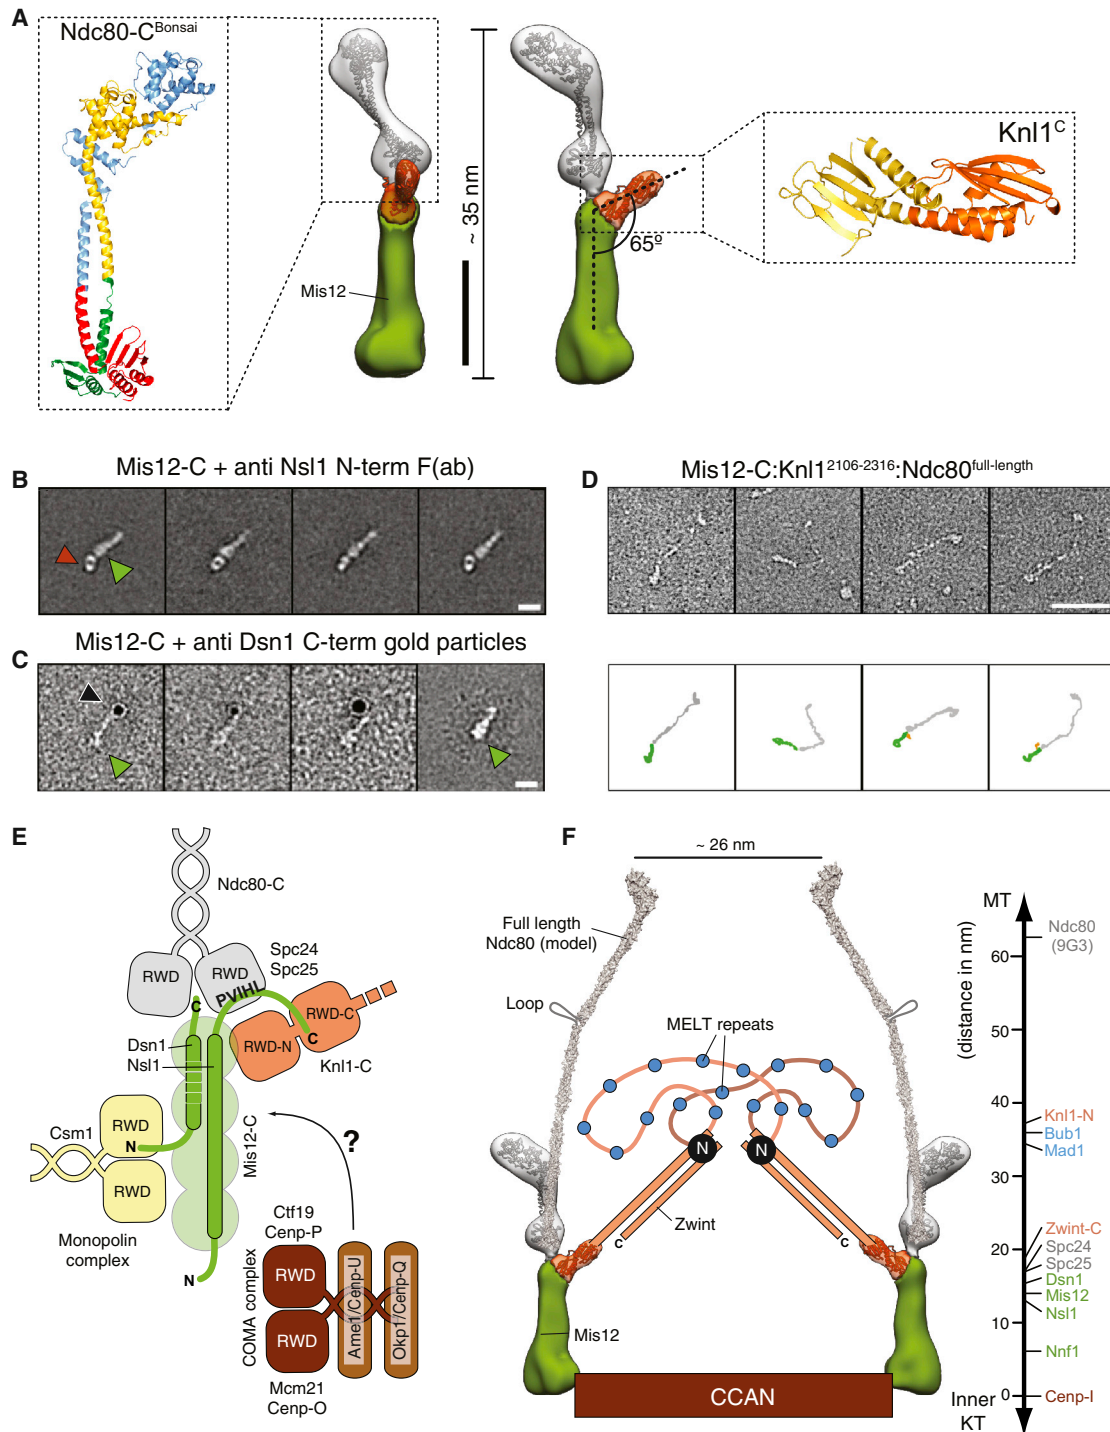 A
Ndc80-C^Bonsai
~ 35 nm
Mis12
65º
Knl1^C
B
Mis12-C + anti Nsl1 N-term F(ab)
C
Mis12-C + anti Dsn1 C-term gold particles
D
Mis12-C:Knl1^2106-2316:Ndc80^full-length
E
Ndc80-C
Spc24
Spc25
RWD
RWD
PVIHL
C
Dsn1
Nsl1
RWD-N
RWD-C
C
Knl1-C
Csm1
RWD
N
RWD
Mis12-C
Monopolin
complex
N
?
Ctf19
Cenp-P
COMA complex
RWD
RWD
Ame1/Cenp-U
Okp1/Cenp-Q
Mcm21
Cenp-O
F
~ 26 nm
Full length
Ndc80 (model)
Loop
MELT repeats
N
N
Zwint
C
C
Mis12
CCAN
MT
(distance in nm)
60
50
40
30
20
10
0
Inner
KT
Ndc80
(9G3)
Knl1-N
Bub1
Mad1
Zwint-C
Spc24
Spc25
Dsn1
Mis12
Nsl1
Nnf1
Cenp-I